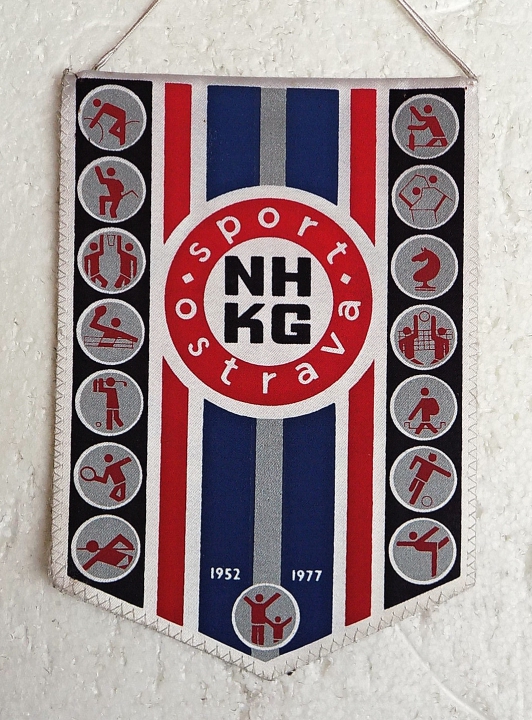 sport
NH
KG
ostrava
1952 1977